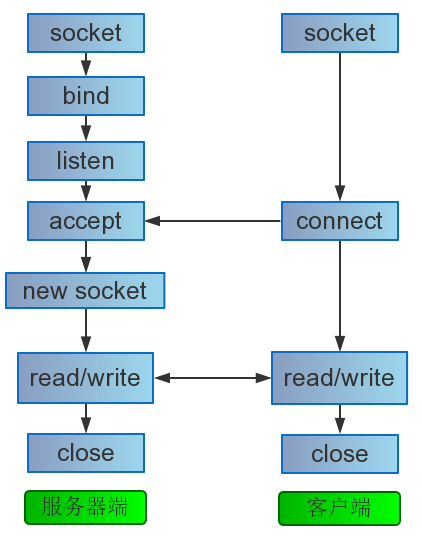 socket
socket
bind
listen
accept
connect
new socket
read/write
read/write
close
close
服务器端
客户端